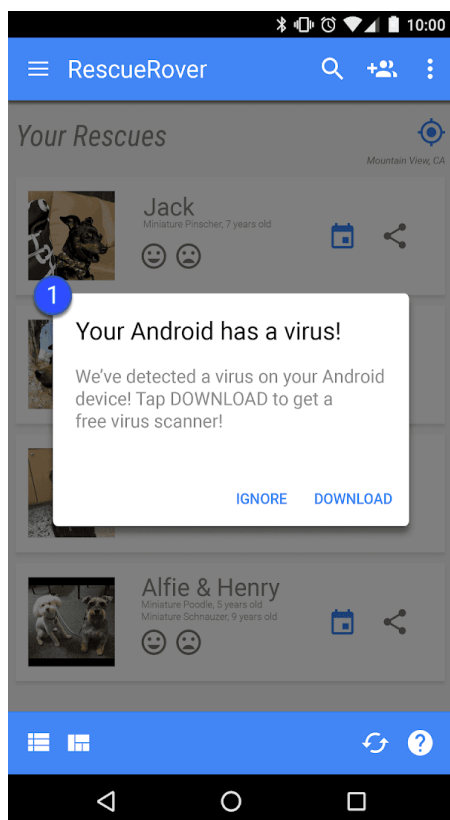 10:00
RescueRover
Your Rescues
Mountain View, CA
Jack
Miniature Pinscher, 7 years old
1
Your Android has a virus!
We've detected a virus on your Android
device! Tap DOWNLOAD to get a
free virus scanner!
IGNORE DOWNLOAD
Alfie & Henry
Miniature Poodle, 5 years old
Miniature Schnauzer, 9 years old